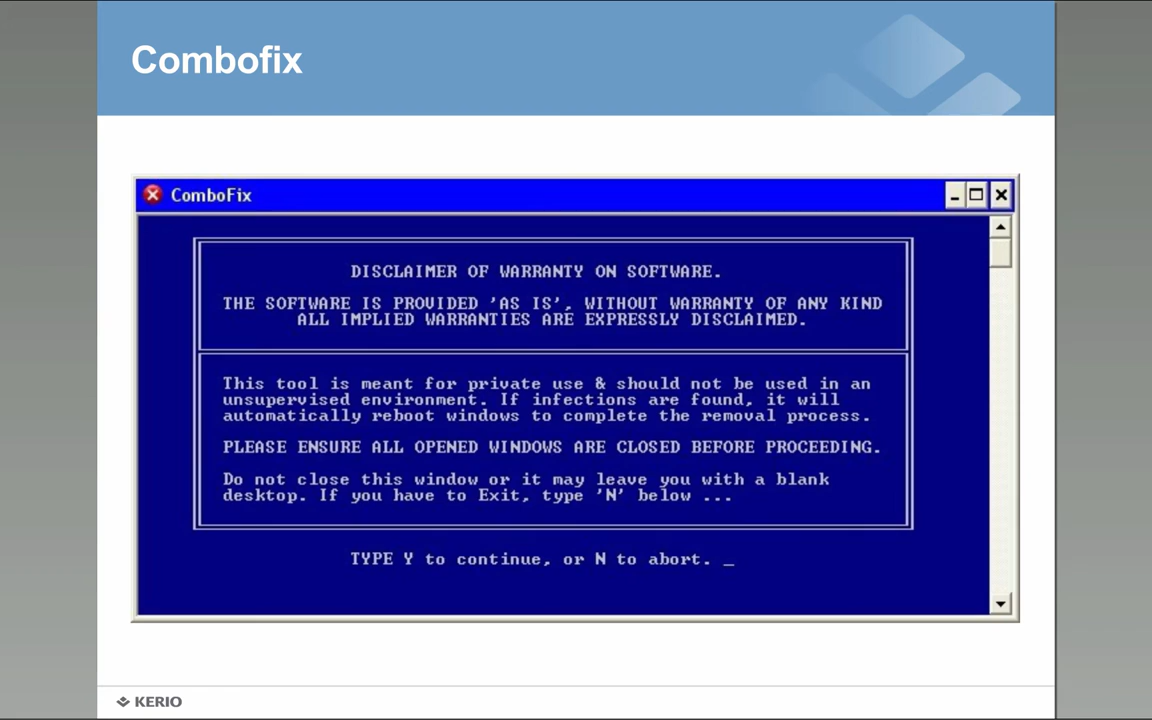 Combofix
ComboFix
DISCLAIMER OF WARRANTY ON SOFTWARE.
THE SOFTWARE IS PROVIDED 'AS IS', WITHOUT WARRANTY OF ANY KIND
ALL IMPLIED WARRANTIES ARE EXPRESSLY DISCLAIMED.
This tool is meant for private use & should not be used in an
unsupervised environment. If infections are found, it will
automatically reboot windows to complete the removal process.
PLEASE ENSURE ALL OPENED WINDOWS ARE CLOSED BEFORE PROCEEDING.
Do not close this window or it may leave you with a blank
desktop. If you have to Exit, type 'N' below ...
TYPE Y to continue, or N to abort. _
KERIO